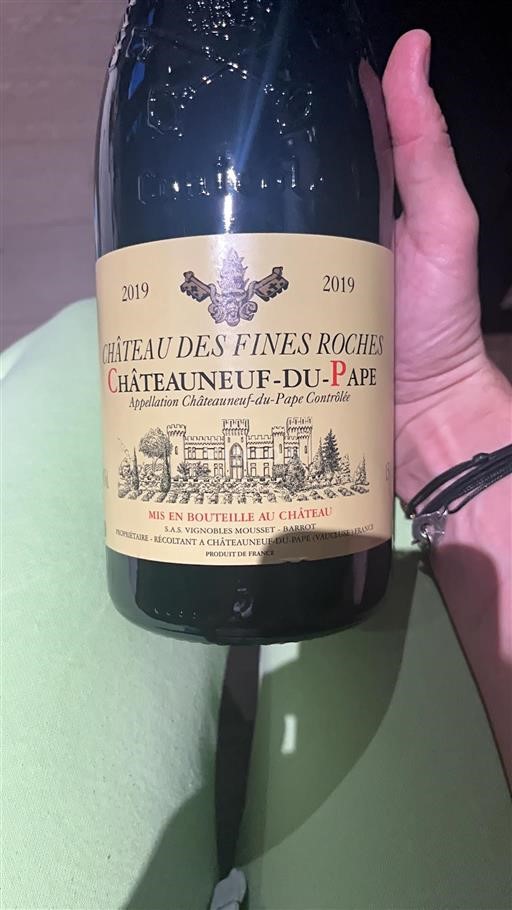 2019 2019
CHÂTEAU DES FINES ROCHES
CHÂTEAUNEUF-DU-PAPE
Appellation Châteauneuf-du-Pape Contrôlée
MIS EN BOUTEILLE AU CHÂTEAU
S.A.S. VIGNOBLES MOUSSET - BARROT
PROPRIÉTAIRE - RÉCOLTANT A CHÂTEAUNEUF-DU-PAPE (VAUCLUSE) FRANCE
PRODUIT DE FRANCE